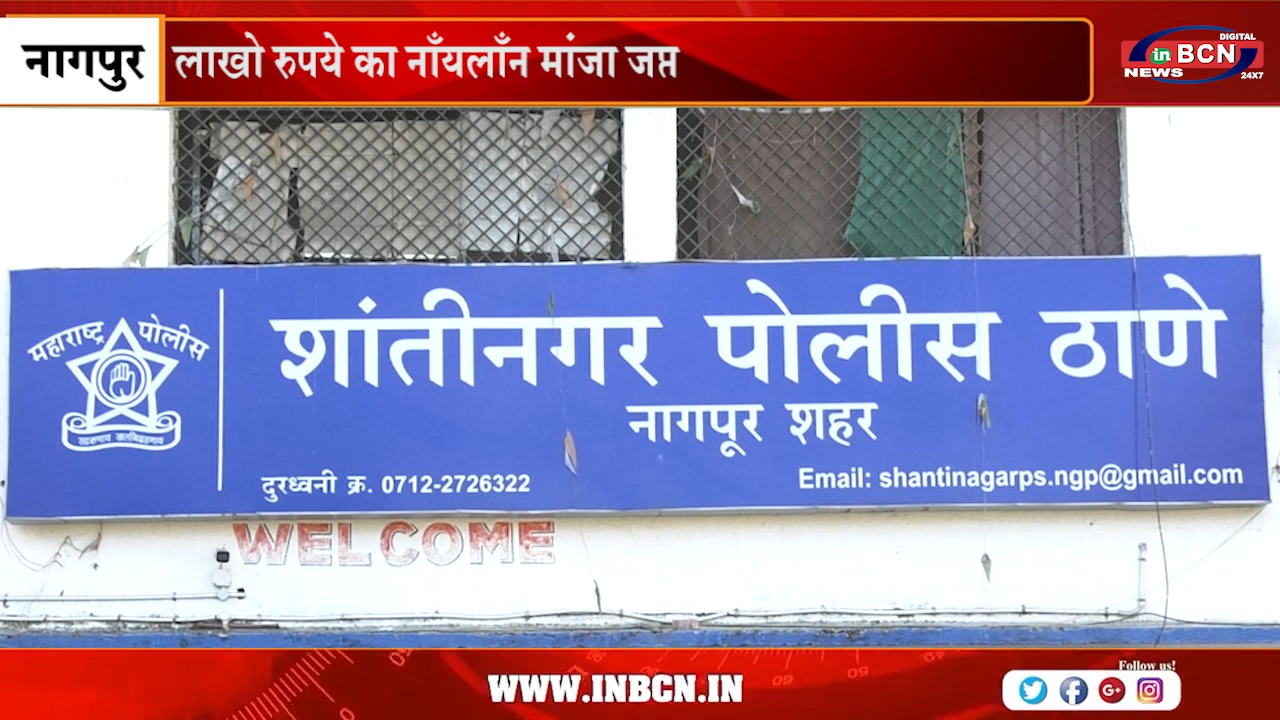 नागपुर
लाखो रुपये का नाँयलाँन मांजा जप्त
DIGITAL
in BCN
NEWS 24X7
महाराष्ट्र पोलीस
शांतीनगर पोलीस ठाणे
नागपूर शहर
दुरध्वनी क्र. 0712-2726322
Email: shantinagarps.ngp@gmail.com
WELCOME
Follow us!
WWW.INBCN.IN